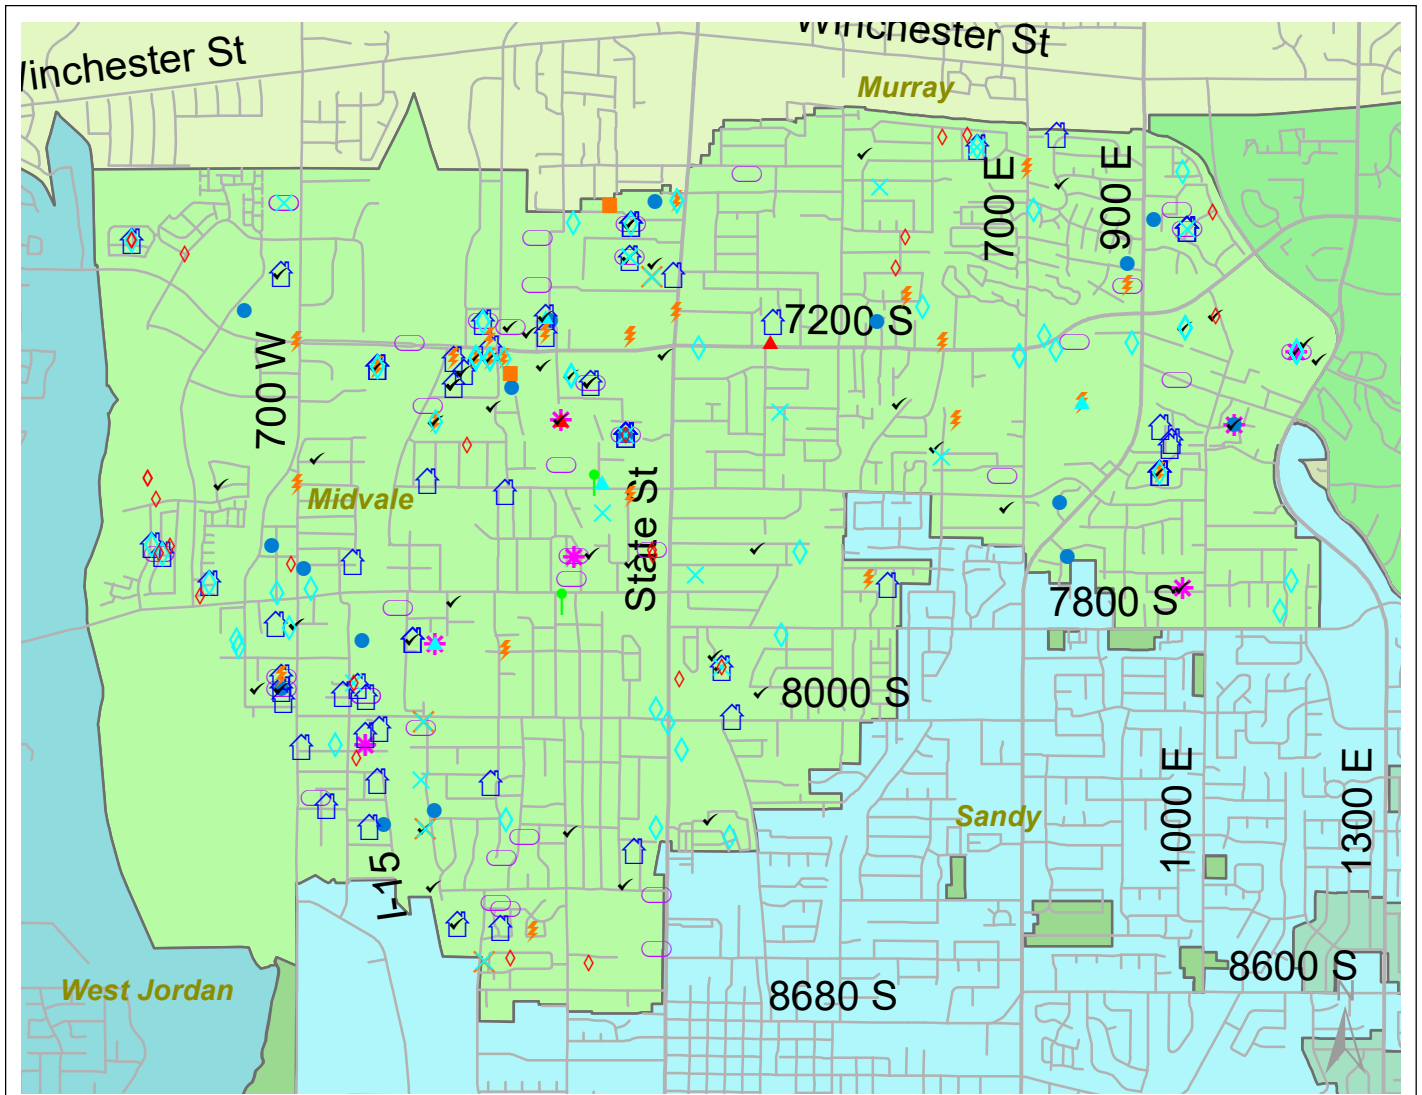 Winchester St
Winchester St
Murray
700 E
900 E
7200 S
700 W
Midvale
State St
7800 S
8000 S
Sandy
1000 E
1300 E
I-15
West Jordan
8600 S
8680 S
N